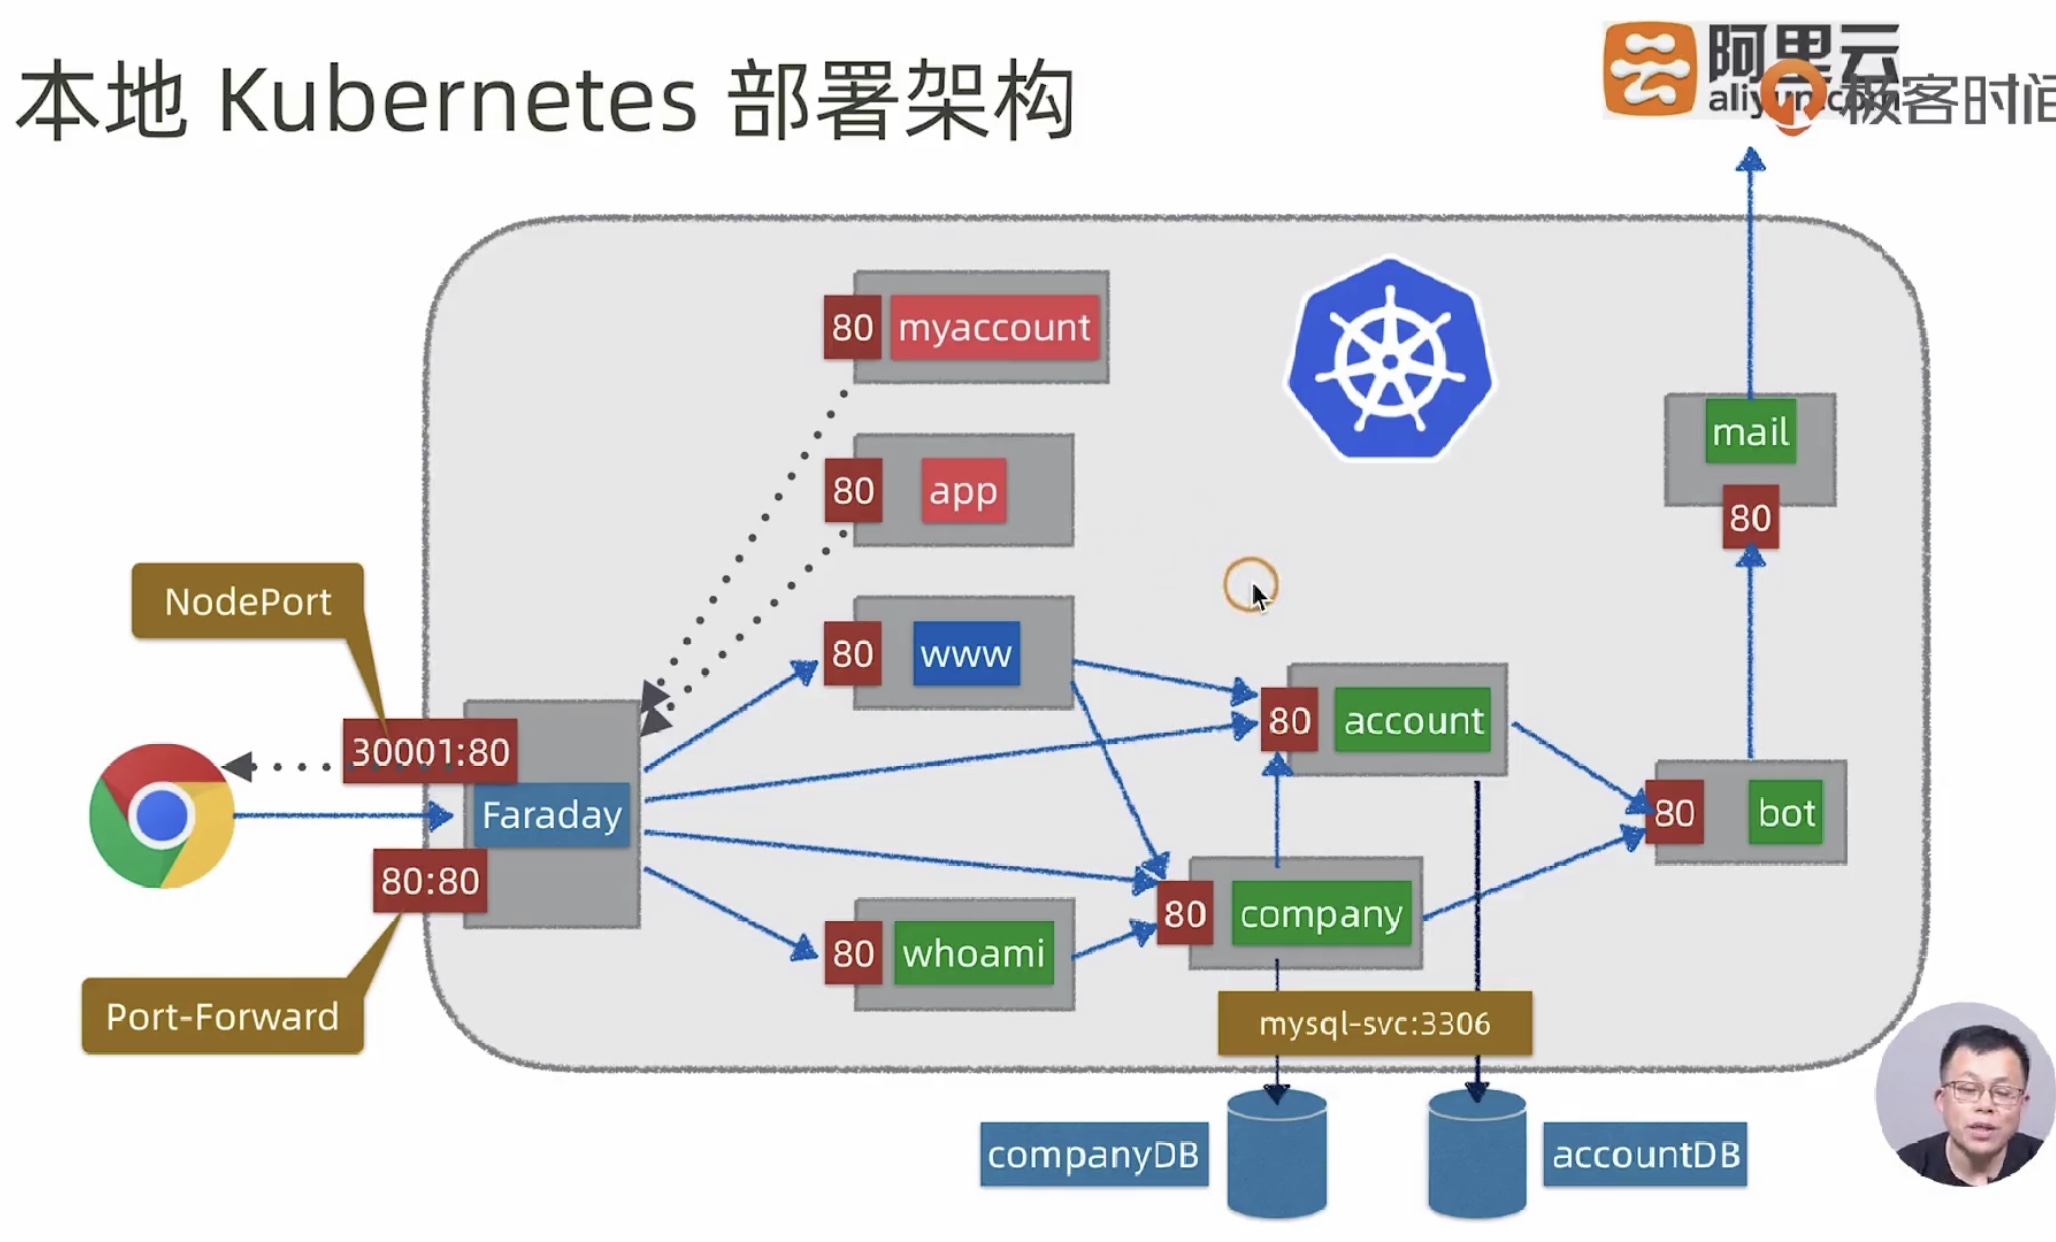 本地 Kubernetes 部署架构
阿里云
aliyun.com
极客时间
80 myaccount
80 app
mail
80
NodePort
80 www
30001:80
80 account
Faraday
80 bot
80:80
80 company
80 whoami
Port-Forward
mysql-svc:3306
companyDB
accountDB